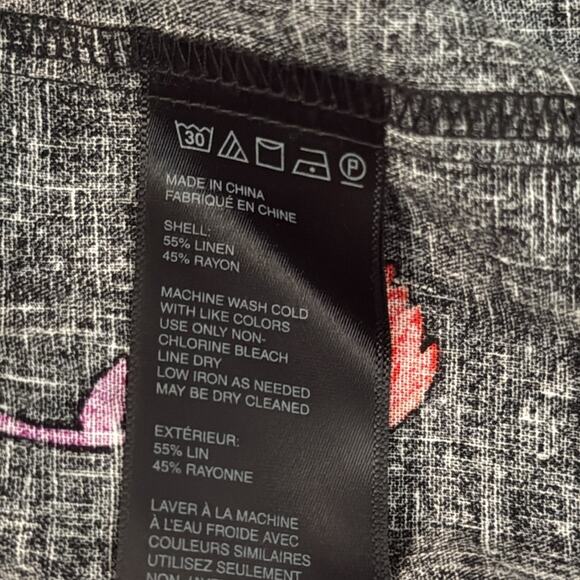 30 P
MADE IN CHINA
FABRIQUÉ EN CHINE
SHELL:
55% LINEN
45% RAYON
MACHINE WASH COLD
WITH LIKE COLORS
USE ONLY NON-
CHLORINE BLEACH
LINE DRY
LOW IRON AS NEEDED
MAY BE DRY CLEANED
EXTÉRIEUR:
55% LIN
45% RAYONNE
LAVER À LA MACHINE
À L'EAU FROIDE AVEC
COULEURS SIMILAIRES
UTILISEZ SEULEMENT